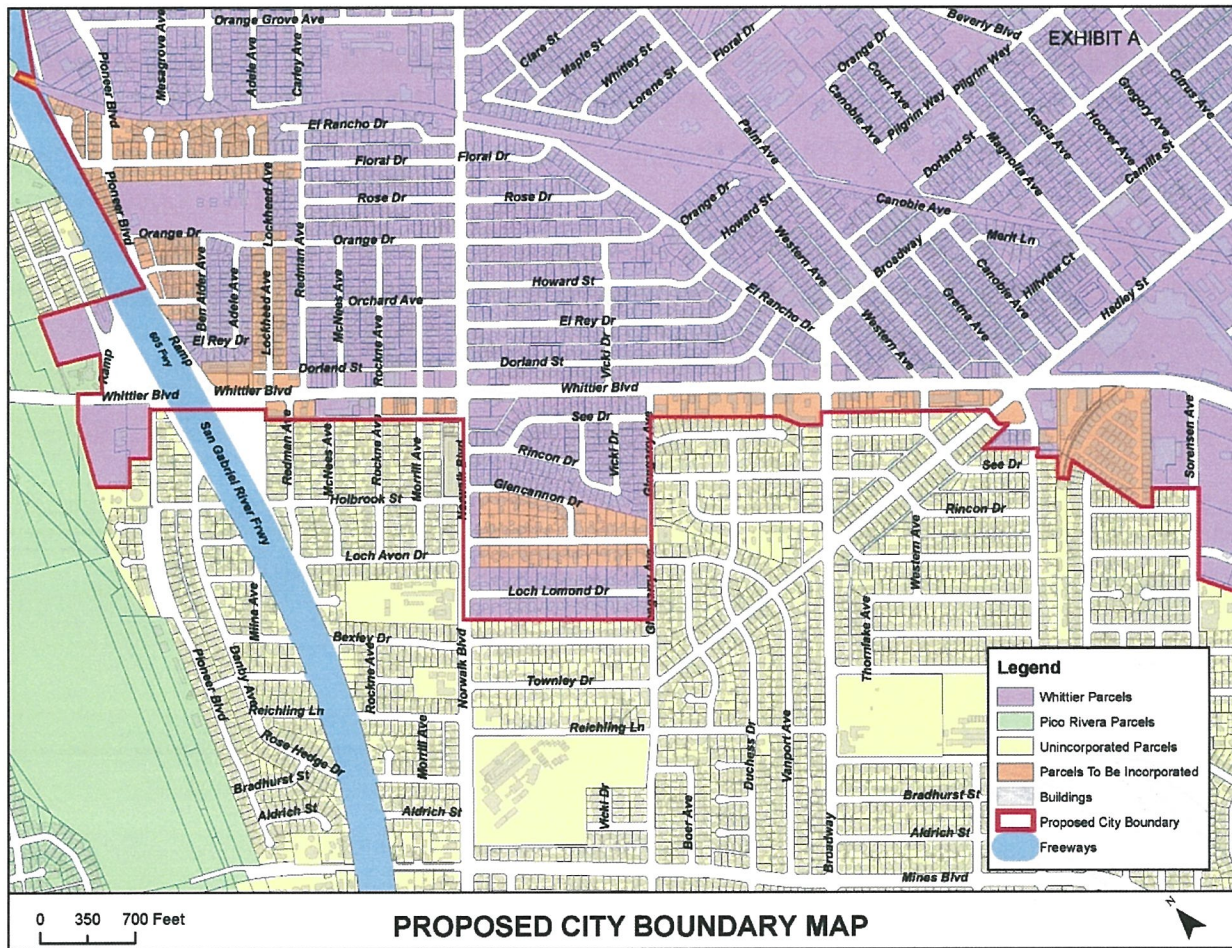 EXHIBIT A
Orange Grove Ave
Pioneer Blvd
Mesagrove Ave
Adele Ave
Carley Ave
Clare St
Maple St
Whitley St
Lorene St
Floral Dr
Beverly Blvd
Orange Dr
Court Ave
Canobie Ave
Pilgrim Way
Pilgrim Way
Acacia Ave
Hoover Ave
Gregory Ave
Citrus Ave
Camilla St
Palm Ave
Dorland St
Magnolia Ave
El Rancho Dr
Floral Dr
Floral Dr
Rose Dr
Rose Dr
Pioneer Blvd
Lockheed Ave
Orange Dr
Howard St
Canobie Ave
Orange Dr
Orange Dr
Redman Ave
Western Ave
Broadway
Merit Ln
Canobie Ave
Hillview Ct
Ben Alder Ave
Adele Ave
Lockheed Ave
McNees Ave
Orchard Ave
Rockne Ave
Howard St
El Rey Dr
El Rancho Dr
Gretna Ave
Hadley St
El Rey Dr
Ramp
605 Fwy
Ramp
Dorland St
Dorland St
Vicki Dr
Western Ave
Whittier Blvd
Whittier Blvd
Whittier Blvd
San Gabriel River Frwy
Redman Ave
McNees Ave
Rockne Ave
Morrill Ave
Norwalk Blvd
See Dr
Rincon Dr
Vicki Dr
Glengarry Ave
Glencannon Dr
Sorensen Ave
See Dr
Rincon Dr
Holbrook St
Loch Avon Dr
Loch Lomond Dr
Glengarry Ave
Western Ave
Thornlake Ave
Milna Ave
Bexley Dr
Danby Ave
Pioneer Blvd
Rockne Ave
Norwalk Blvd
Townley Dr
Reichling Ln
Reichling Ln
Rose Hedge Dr
Morrill Ave
Bradhurst St
Aldrich St
Aldrich St
Vicki Dr
Boer Ave
Duchess Dr
Vanport Ave
Broadway
Bradhurst St
Aldrich St
Mines Blvd
Legend
Whittier Parcels
Pico Rivera Parcels
Unincorporated Parcels
Parcels To Be Incorporated
Buildings
Proposed City Boundary
Freeways
0 350 700 Feet
PROPOSED CITY BOUNDARY MAP
N